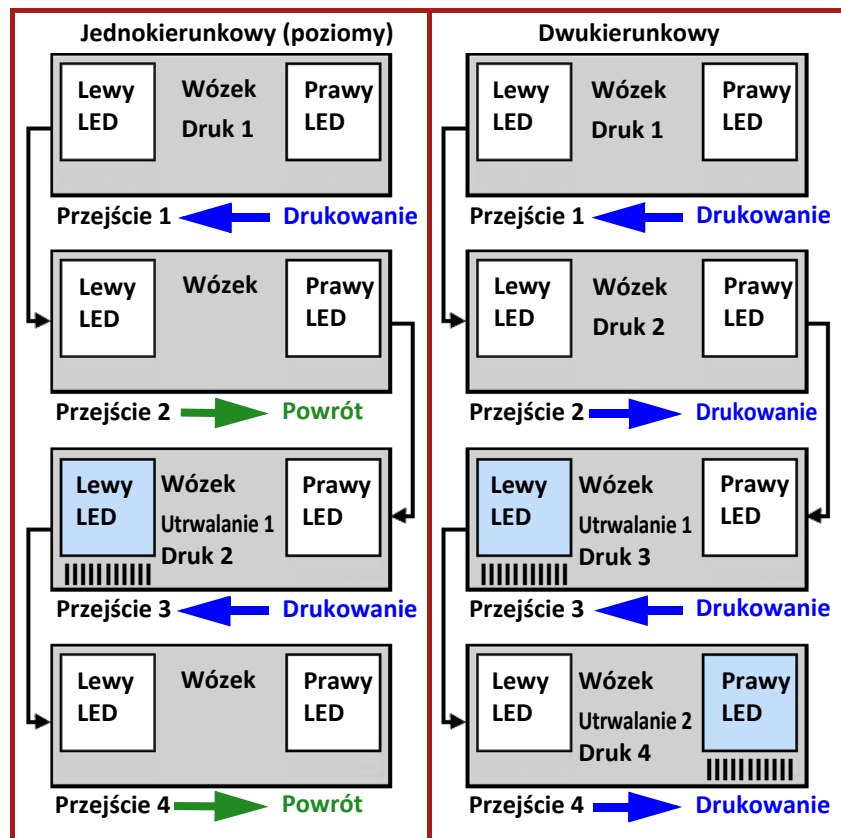 Jednokierunkowy (poziomy)
Lewy LED
Wózek
Druk 1
Prawy LED
Przejście 1
Drukowanie
Lewy LED
Wózek
Prawy LED
Przejście 2
Powrót
Lewy LED
Wózek
Utrwalanie 1
Druk 2
Prawy LED
Przejście 3
Drukowanie
Lewy LED
Wózek
Prawy LED
Przejście 4
Powrót
Dwukierunkowy
Lewy LED
Wózek
Druk 1
Prawy LED
Przejście 1
Drukowanie
Lewy LED
Wózek
Druk 2
Prawy LED
Przejście 2
Drukowanie
Lewy LED
Wózek
Utrwalanie 1
Druk 3
Prawy LED
Przejście 3
Drukowanie
Lewy LED
Wózek
Utrwalanie 2
Druk 4
Prawy LED
Przejście 4
Drukowanie